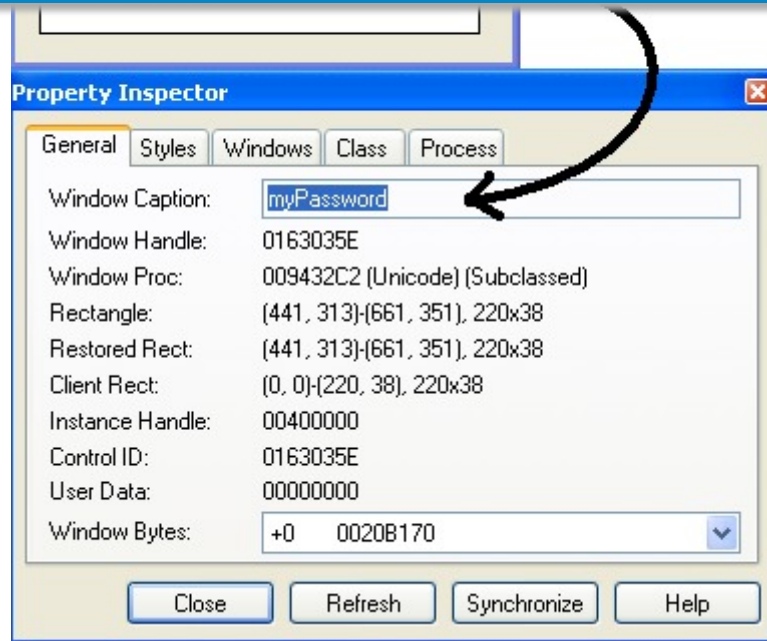 Property Inspector
General Styles Windows Class Process
Window Caption: myPassword
Window Handle: 0163035E
Window Proc: 009432C2 (Unicode) (Subclassed)
Rectangle: (441, 313)-(661, 351), 220x38
Restored Rect: (441, 313)-(661, 351), 220x38
Client Rect: (0, 0)-(220, 38), 220x38
Instance Handle: 00400000
Control ID: 0163035E
User Data: 00000000
Window Bytes: +0 0020B170
Close Refresh Synchronize Help